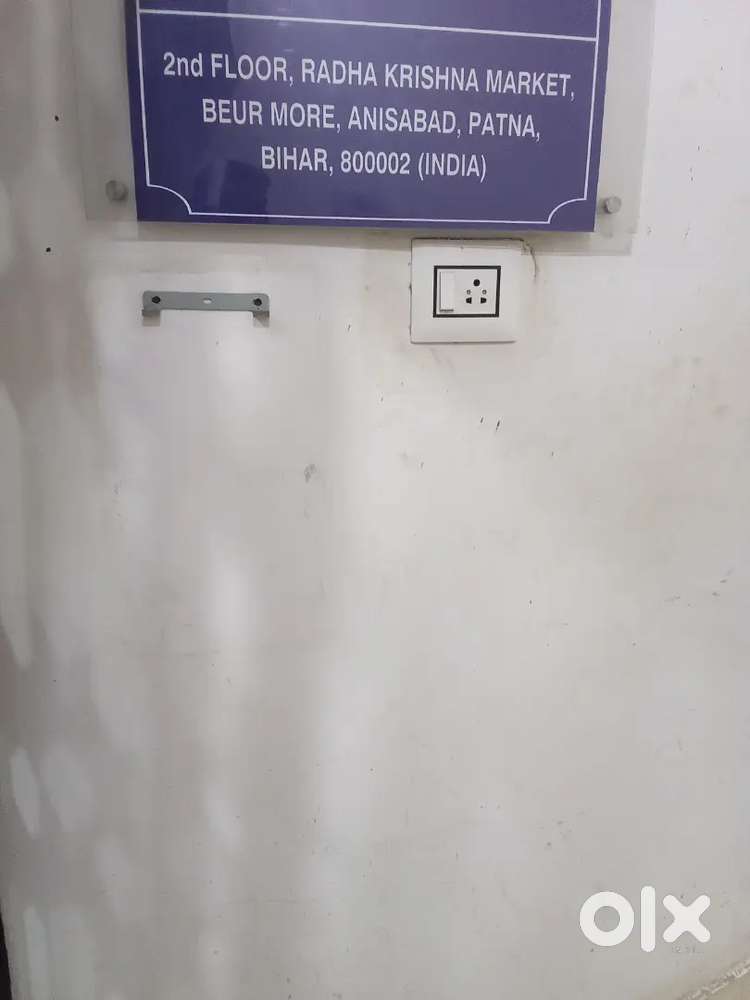 2nd FLOOR, RADHA KRISHNA MARKET,
BEUR MORE, ANISABAD, PATNA,
BIHAR, 800002 (INDIA)
olx